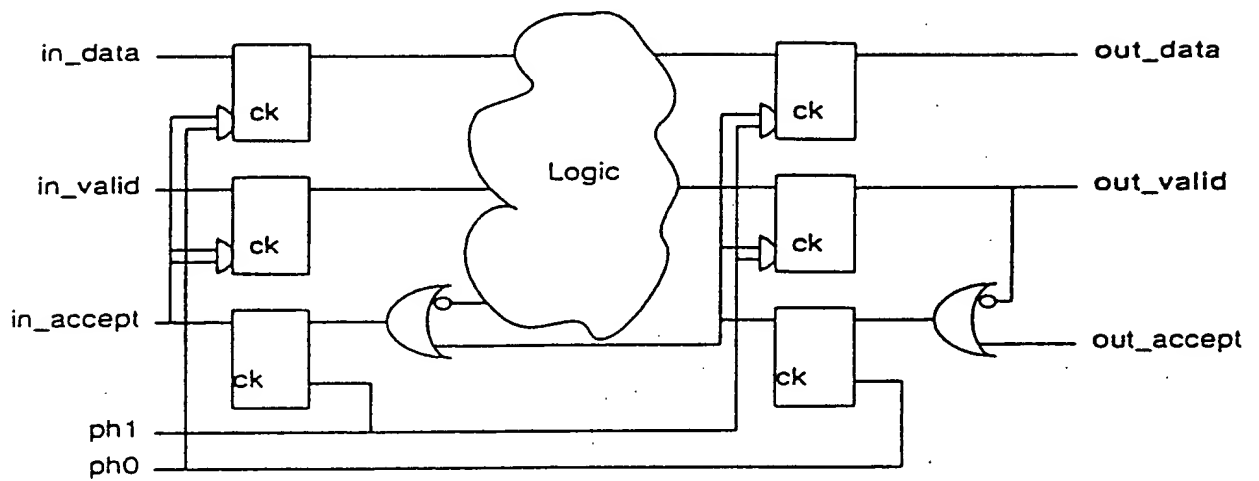 in_data
ck
ck
out_data
in_valid
Logic
out_valid
ck
ck
in_accept
out_accept
ck
ck
ph1
ph0